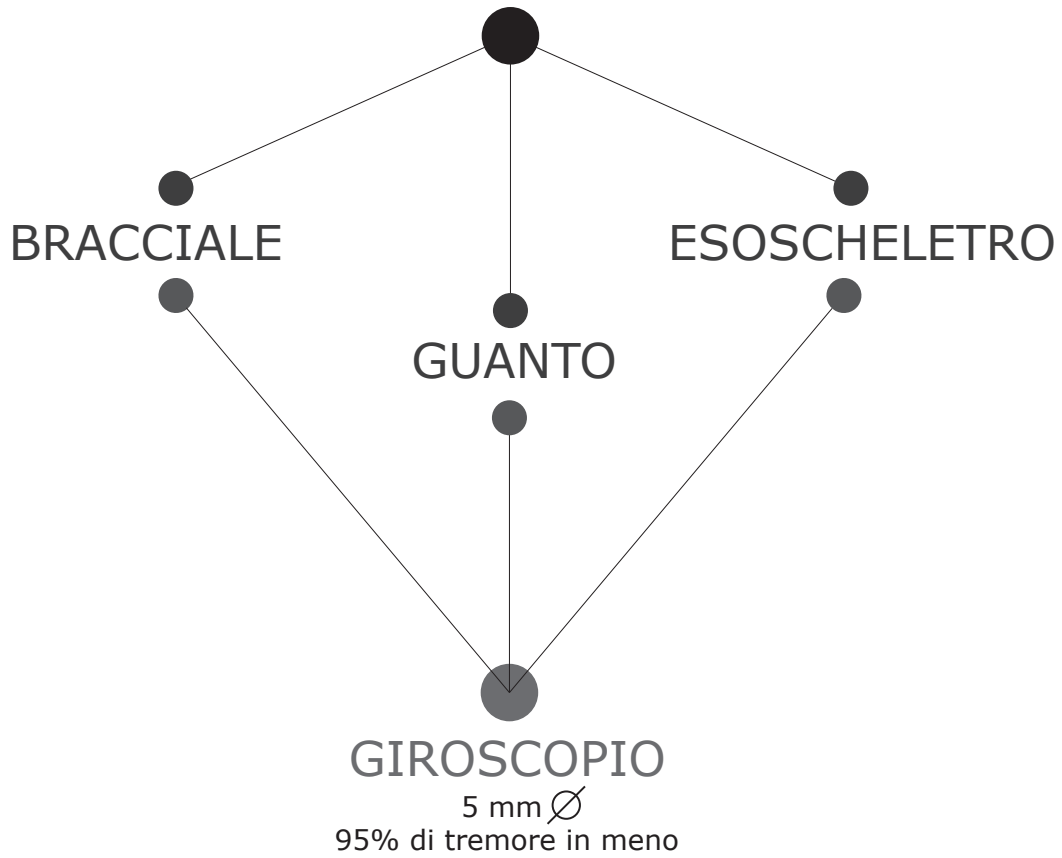 BRACCIALE
ESOSCHELETRO
GUANTO
GIROSCOPIO
5 mm ∅
95% di tremore in meno